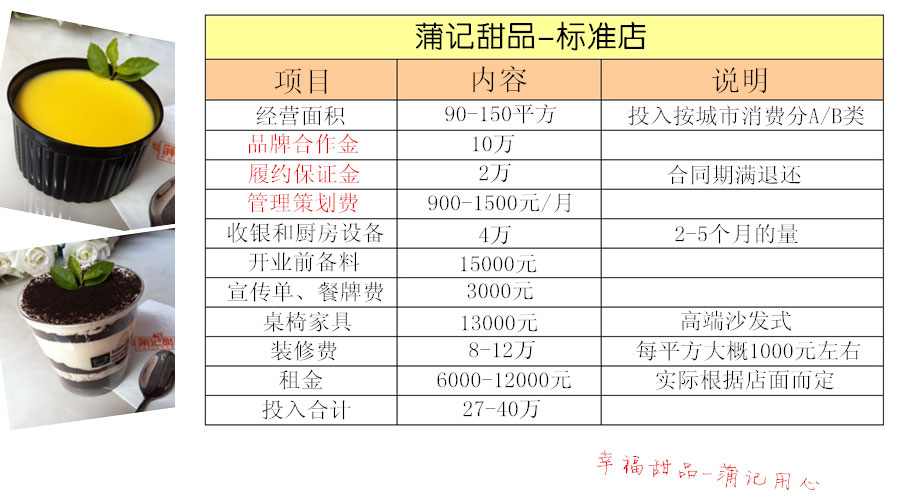 蒲记甜品-标准店
项目 内容 说明
经营面积 90-150平方 投入按城市消费分A/B类
品牌合作金 10万
履约保证金 2万 合同期满退还
管理策划费 900-1500元/月
收银和厨房设备 4万 2-5个月的量
开业前备料 15000元
宣传单、餐牌费 3000元
桌椅家具 13000元 高端沙发式
装修费 8-12万 每平方大概1000元左右
租金 6000-12000元 实际根据店面而定
投入合计 27-40万
幸福甜品-蒲记用心